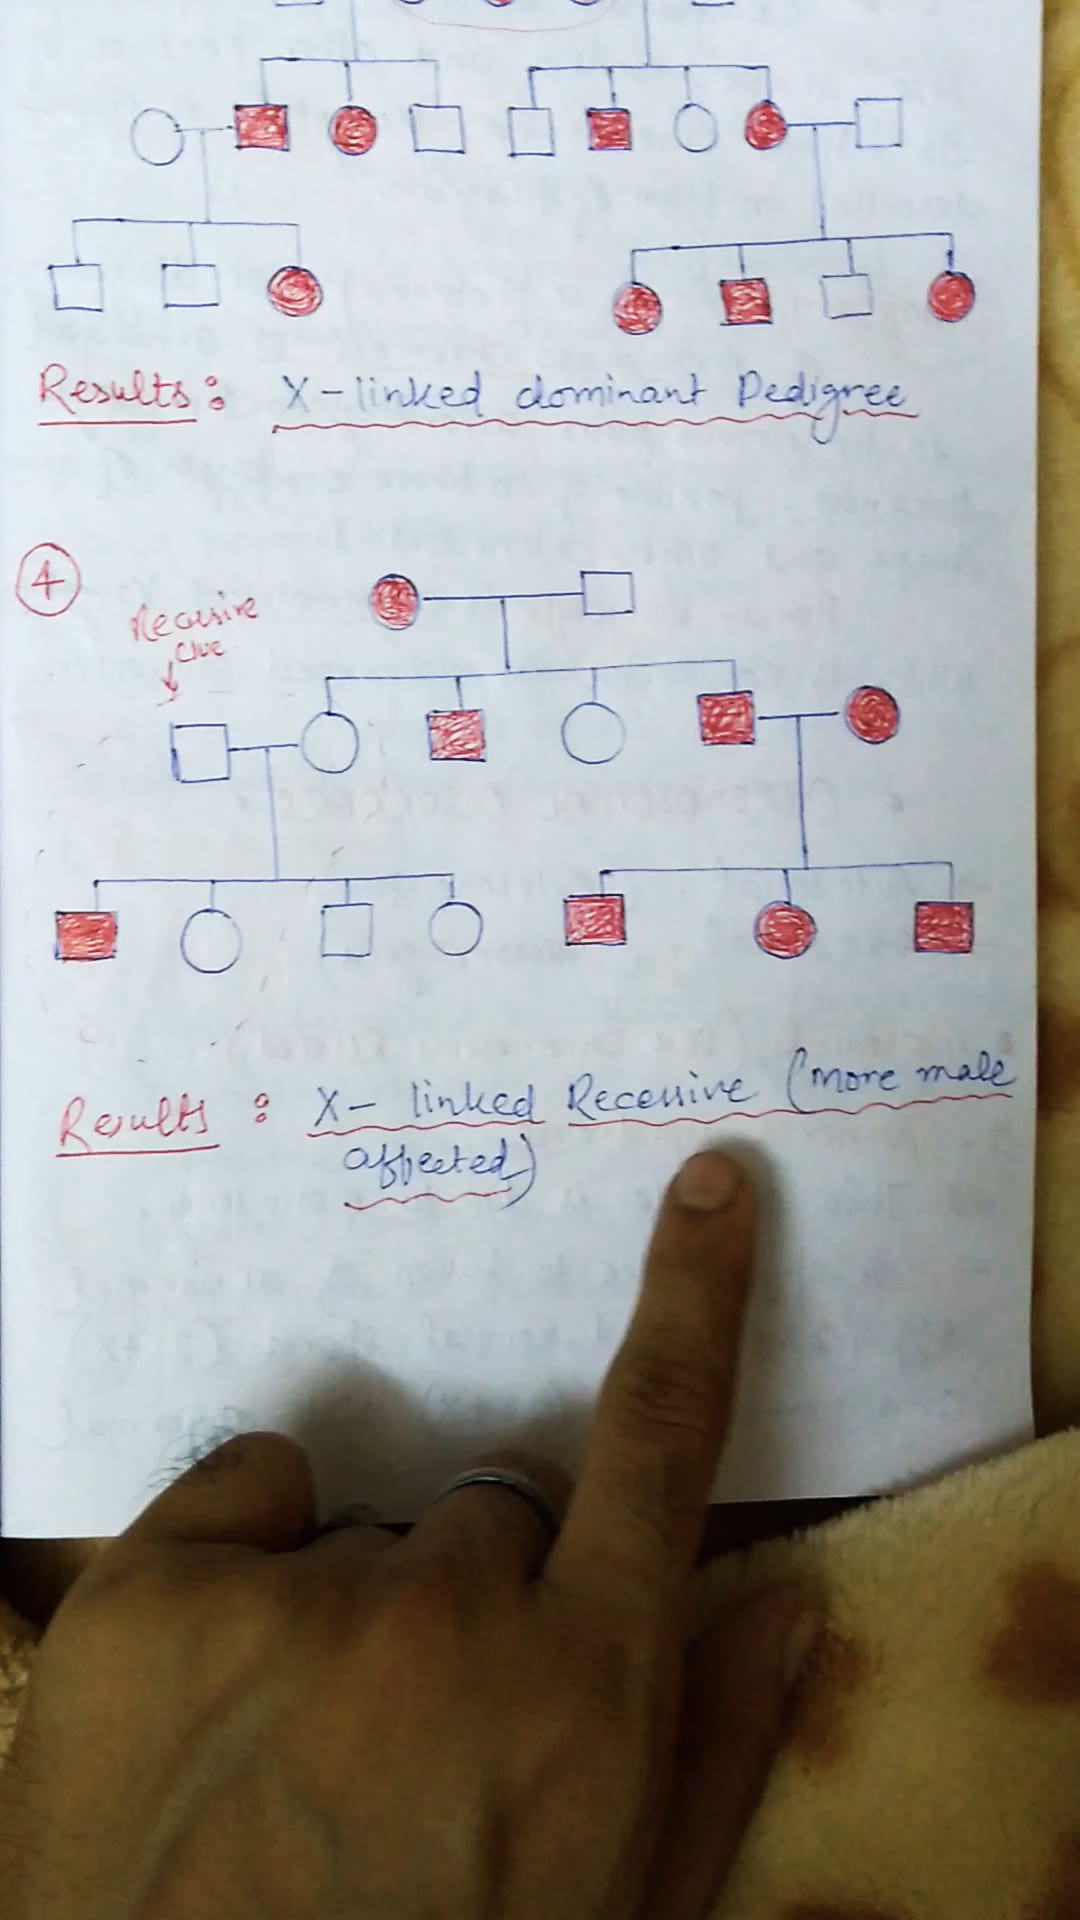 Results : X-linked dominant Pedigree
4
Recessive
clue
Results : X- linked Recessive (more male
affected)